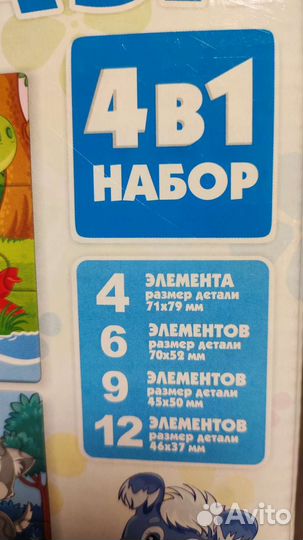 4в1
НАБОР
4 ЭЛЕМЕНТА
размер детали
71х79 мм
6 ЭЛЕМЕНТОВ
размер детали
70х52 мм
9 ЭЛЕМЕНТОВ
размер детали
45х50 мм
12 ЭЛЕМЕНТОВ
размер детали
46х37 мм
Avito